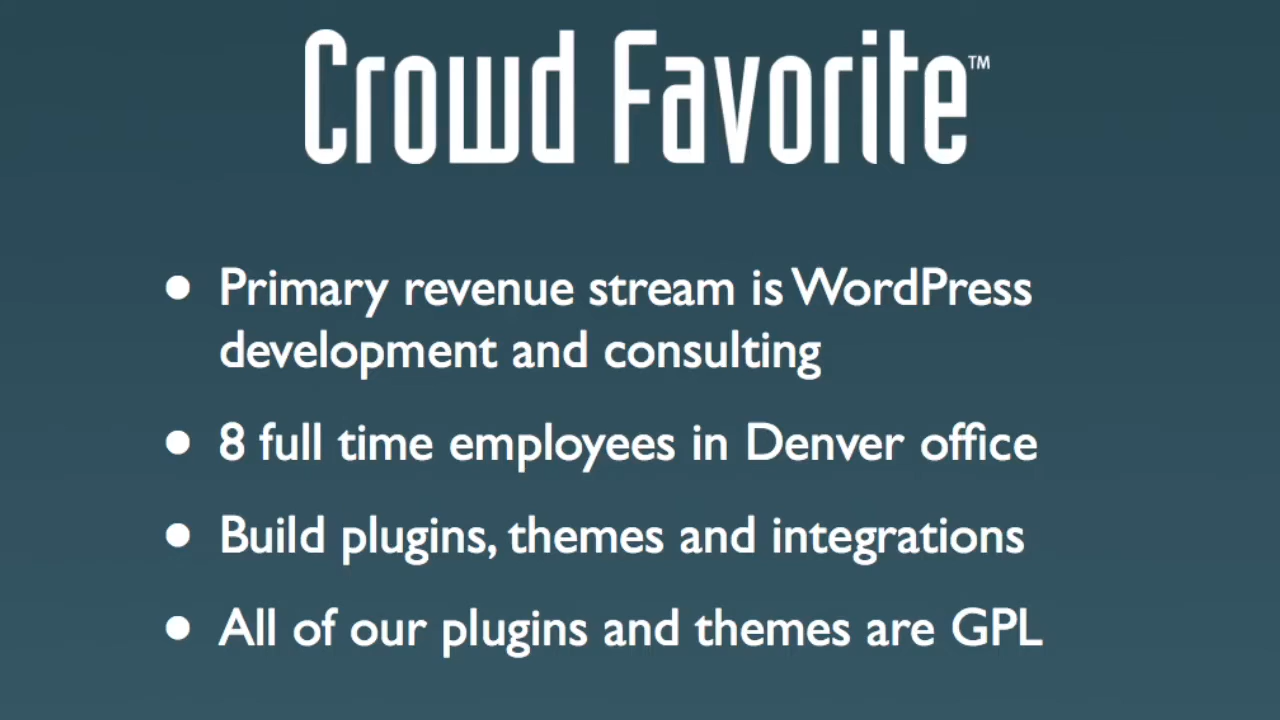 Crowd Favorite™
• Primary revenue stream is WordPress
development and consulting
• 8 full time employees in Denver office
• Build plugins, themes and integrations
• All of our plugins and themes are GPL